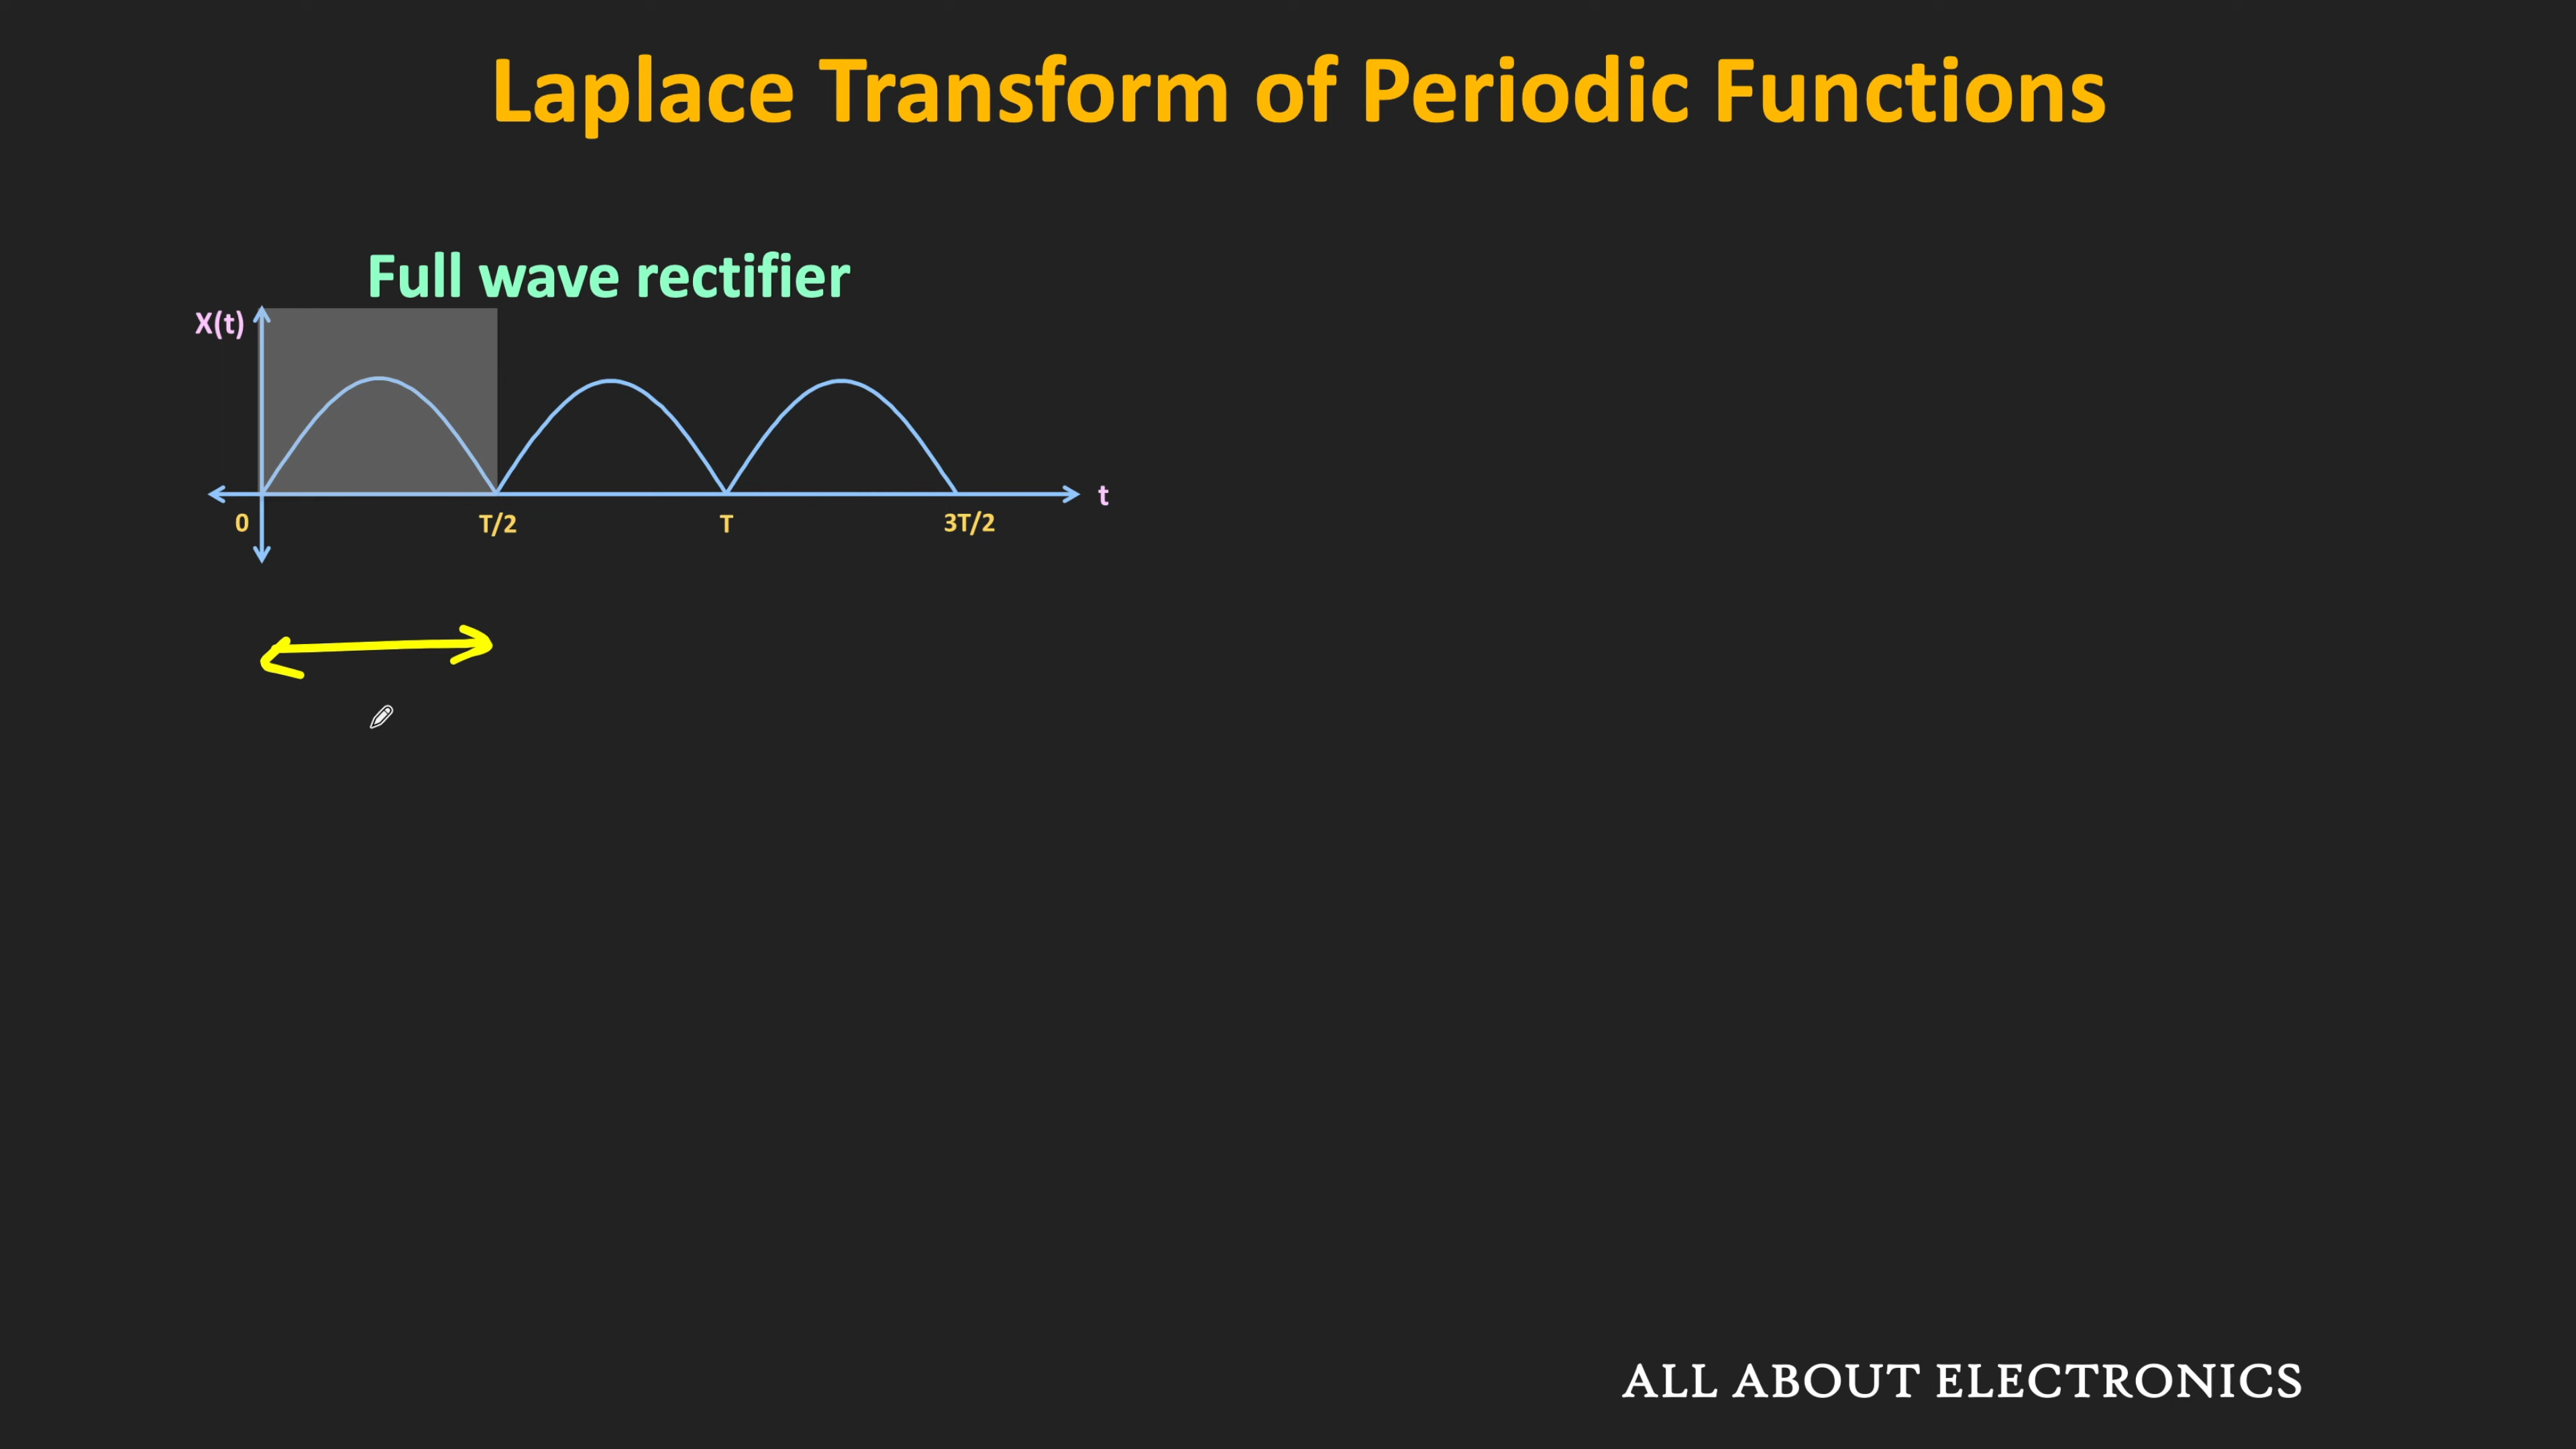 Laplace Transform of Periodic Functions
Full wave rectifier
X(t)
t
0 T/2 T 3T/2
ALL ABOUT ELECTRONICS